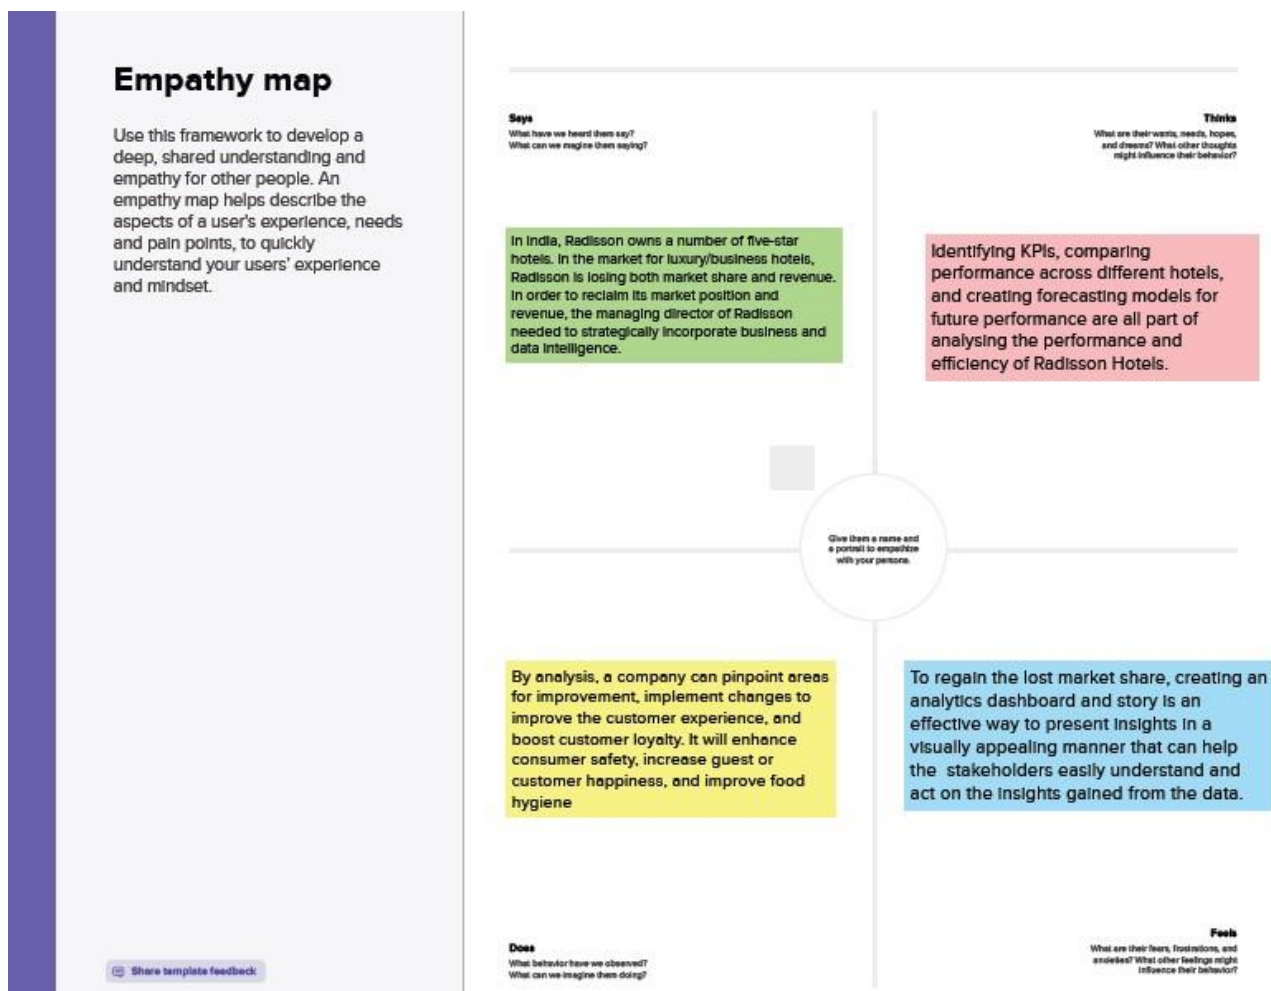 Empathy map
Use this framework to develop a
deep, shared understanding and
empathy for other people. An
empathy map helps describe the
aspects of a user's experience, needs
and pain points, to quickly
understand your users' experience
and mindset.
Share template feedback
Says
What have we heard them say?
What can we magine them saying?
Thinks
What are their wants, needs, hopes,
and dreams? What other thoughts
might influence their behavior?
In India, Radisson owns a number of five-star
hotels. In the market for luxury/business hotels,
Radisson is losing both market share and revenue.
In order to reclaim its market position and
revenue, the managing director of Radisson
needed to strategically incorporate business and
data intelligence.
Identifying KPIs, comparing
performance across different hotels,
and creating forecasting models for
future performance are all part of
analysing the performance and
efficiency of Radisson Hotels.
Give them a name and
a portrait to empathize
with your persona.
By analysis, a company can pinpoint areas
for improvement, implement changes to
improve the customer experience, and
boost customer loyalty. It will enhance
consumer safety, increase guest or
customer happiness, and improve food
hygiene
To regain the lost market share, creating an
analytics dashboard and story is an
effective way to present insights in a
visually appealing manner that can help
the stakeholders easily understand and
act on the insights gained from the data.
Does
What behavior have we observed?
What can we imagine them doing?
Feels
What are their fears, frustrations, and
anxieties? What other feelings might
influence their behavior?